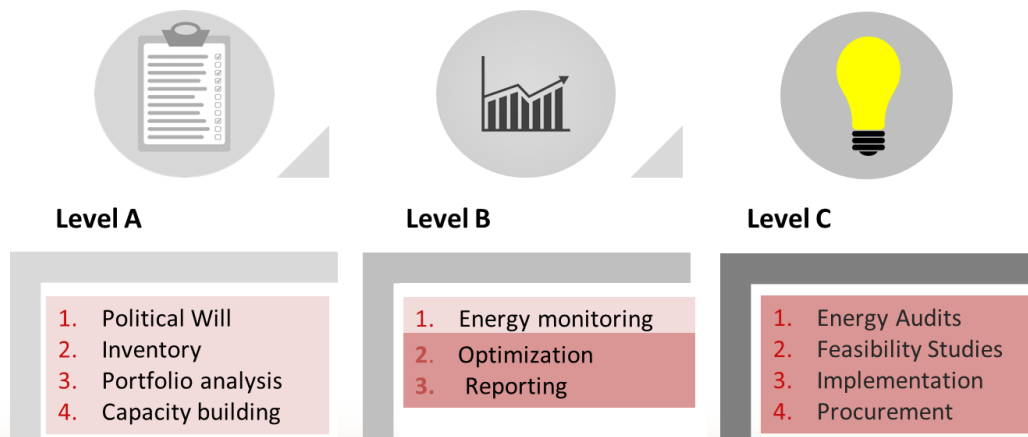 Level A
1. Political Will
2. Inventory
3. Portfolio analysis
4. Capacity building
Level B
1. Energy monitoring
2. Optimization
3. Reporting
Level C
1. Energy Audits
2. Feasibility Studies
3. Implementation
4. Procurement